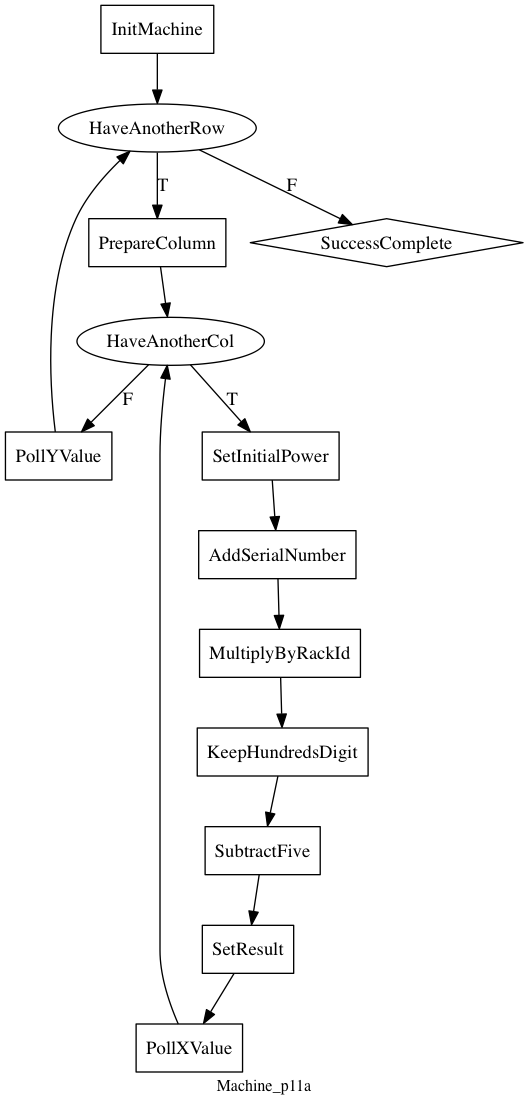 InitMachine
HaveAnotherRow
T
F
PrepareColumn
SuccessComplete
HaveAnotherCol
F
T
PollYValue
SetInitialPower
AddSerialNumber
MultiplyByRackId
KeepHundredsDigit
SubtractFive
SetResult
PollXValue
Machine_p11a